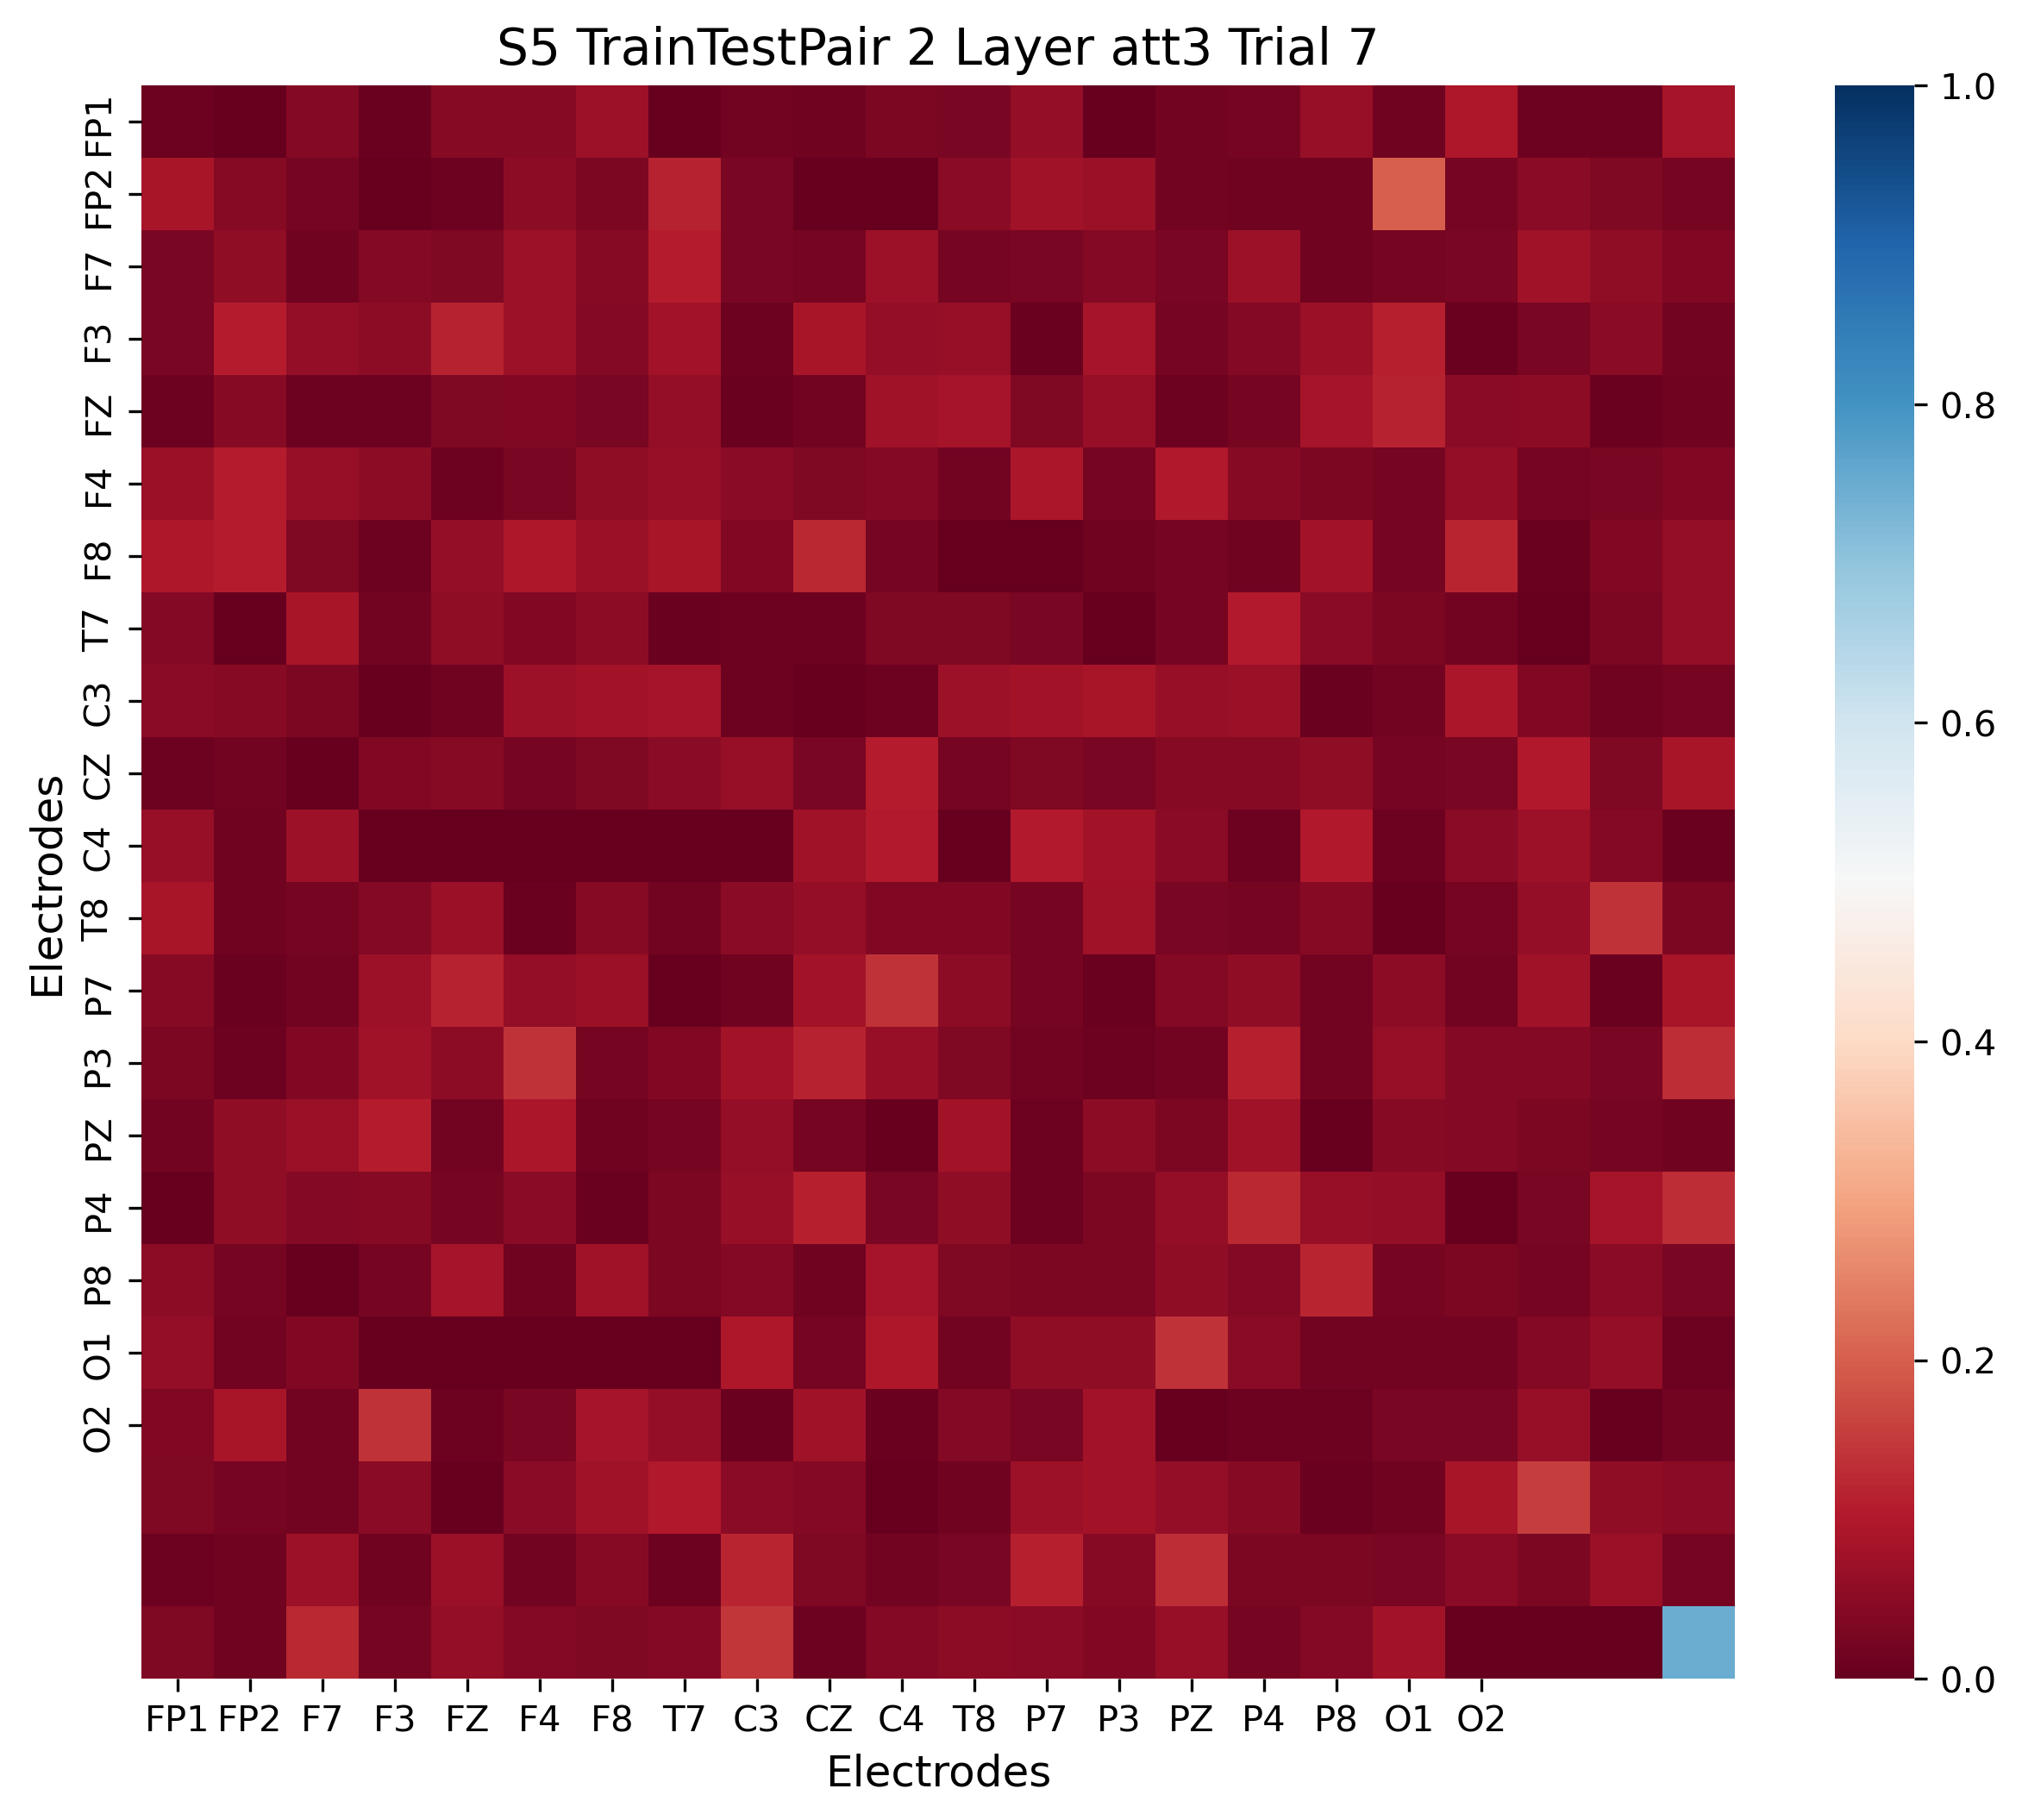 S5 TrainTestPair 2 Layer att3 Trial 7
Electrodes
FP1
FP2
F7
F3
FZ
F4
F8
T7
C3
CZ
C4
T8
P7
P3
PZ
P4
P8
O1
O2
FP1 FP2 F7 F3 FZ F4 F8 T7 C3 CZ C4 T8 P7 P3 PZ P4 P8 O1 O2
Electrodes
1.0
0.8
0.6
0.4
0.2
0.0